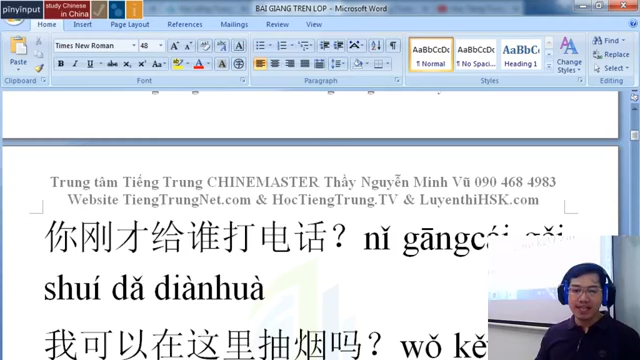 pinyinput
study Chinese in China
BÀI GIANG TREN LOP - Microsoft Word
Home Insert Page Layout References Mailings Review View
Times New Roman 48
Paste
AaBbCcDc AaBbCcDc AaBbCc
¶ Normal ¶ No Spaci... Heading 1
Change Styles
Find
Replace
Select
Clipboard Font Paragraph Styles Editing
Trung tâm Tiếng Trung CHINEMASTER Thầy Nguyễn Minh Vũ 090 468 4983
Website TiengTrungNet.com & HocTiengTrung.TV & LuyenthiHSK.com
你刚才给谁打电话？nǐ gāngcái gěi
shuí dǎ diànhuà
我可以在这里抽烟吗？wǒ kě